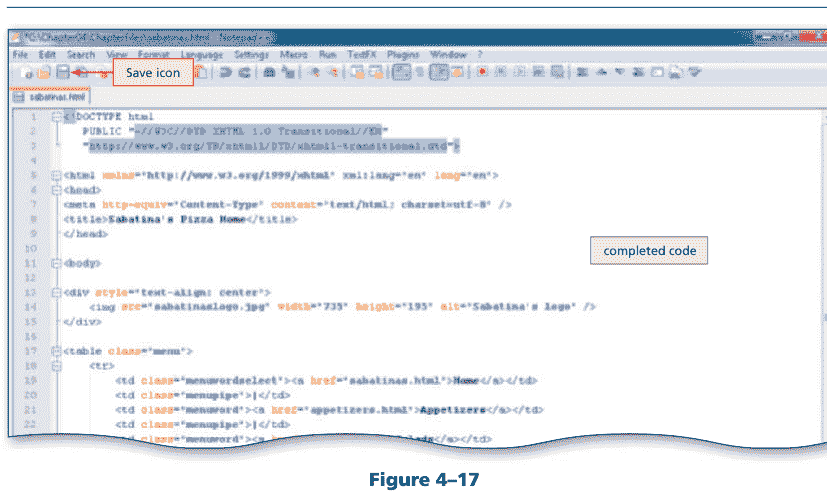 sabatinas.html - Notepad++
File Edit Search View Format Language Settings Macro Run TextFX Plugins Window ?
Save icon
sabatinas.html
1 <!DOCTYPE html
2 PUBLIC "-//W3C//DTD XHTML 1.0 Transitional//EN"
3 "http://www.w3.org/TR/xhtml1/DTD/xhtml1-transitional.dtd">
4
5 <html xmlns="http://www.w3.org/1999/xhtml" xml:lang="en" lang="en">
6 <head>
7 <meta http-equiv="Content-Type" content="text/html; charset=utf-8" />
8 <title>Sabatina's Pizza Home</title>
9 </head>
10
completed code
11 <body>
12
13 <div style="text-align: center">
14 <img src="sabatinaslogo.jpg" width="735" height="195" alt="Sabatina's logo" />
15 </div>
16
17 <table class="menu">
18 <tr>
19 <td class="menuwordselect"><a href="sabatinas.html">Home</a></td>
20 <td class="menupipe">|</td>
21 <td class="menuword"><a href="appetizers.html">Appetizers</a></td>
22 <td class="menupipe">|</td>
<td class="menuword"><a </a></td>
Figure 4–17